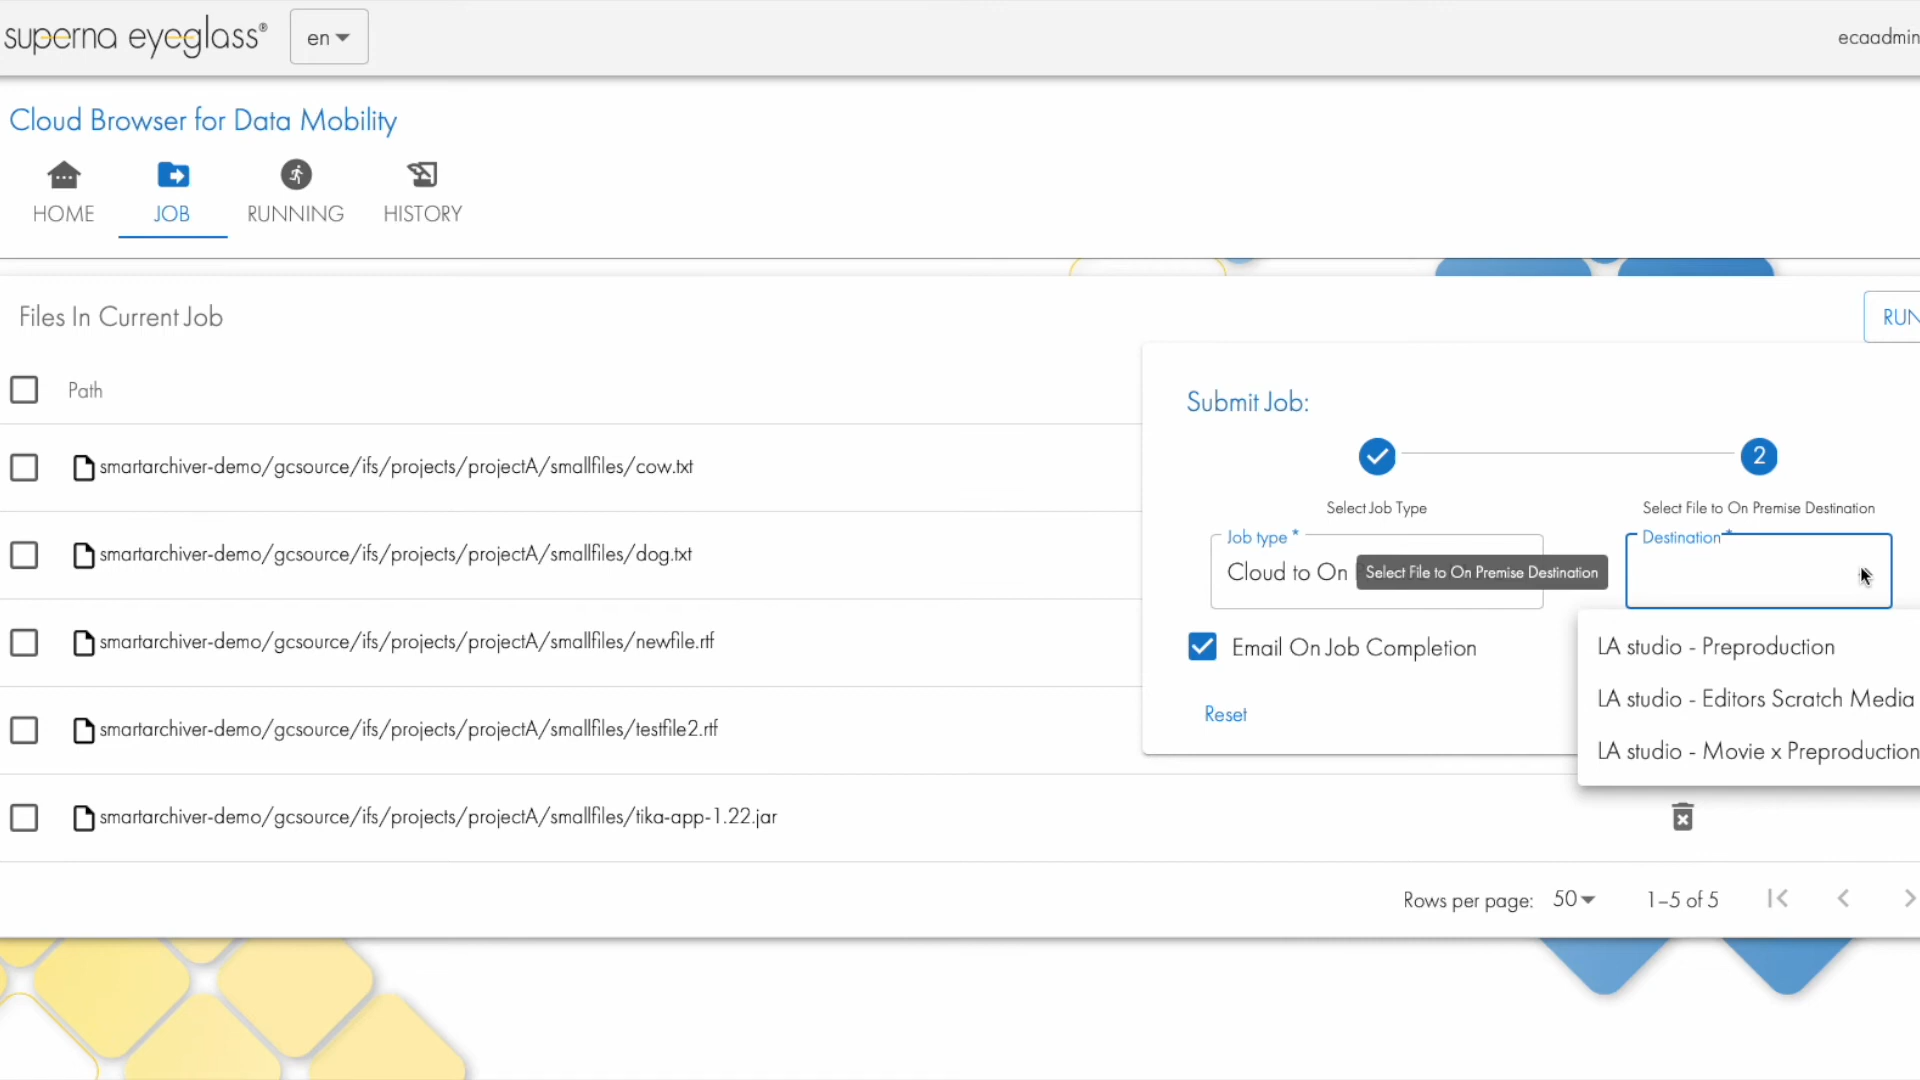 superna eyeglass®
en
ecaadmin
Cloud Browser for Data Mobility
HOME
JOB
RUNNING
HISTORY
Files In Current Job
RUN
Path
Submit Job:
2
Select Job Type
Select File to On Premise Destination
Job type *
Destination *
Cloud to On
Select File to On Premise Destination
smartarchiver-demo/gcsource/ifs/projects/projectA/smallfiles/cow.txt
smartarchiver-demo/gcsource/ifs/projects/projectA/smallfiles/dog.txt
smartarchiver-demo/gcsource/ifs/projects/projectA/smallfiles/newfile.rtf
smartarchiver-demo/gcsource/ifs/projects/projectA/smallfiles/testfile2.rtf
smartarchiver-demo/gcsource/ifs/projects/projectA/smallfiles/tika-app-1.22.jar
Email On Job Completion
LA studio - Preproduction
LA studio - Editors Scratch Media
LA studio - Movie x Preproduction
Reset
Rows per page: 50
1-5 of 5